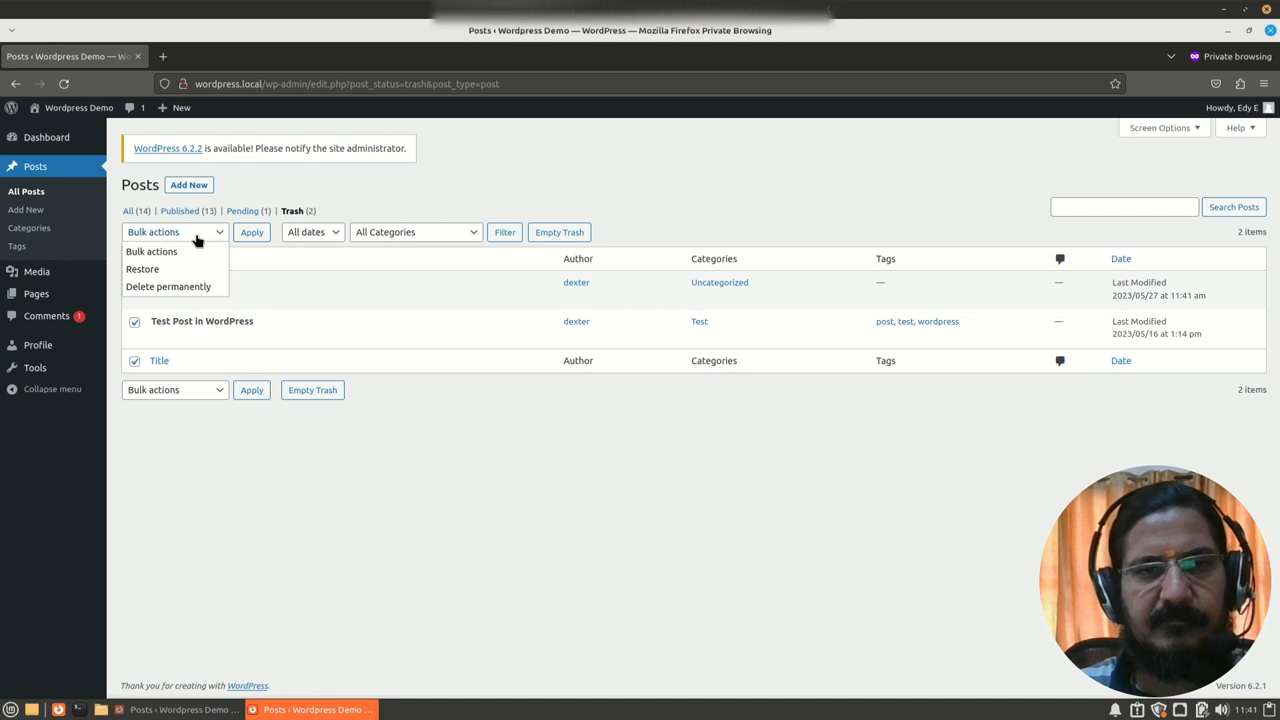 Posts ‹ Wordpress Demo — WordPress — Mozilla Firefox Private Browsing
Posts ‹ Wordpress Demo — Wo
Private browsing
wordpress.local/wp-admin/edit.php?post_status=trash&post_type=post
Wordpress Demo
1
New
Howdy, Edy E
Screen Options
Help
Dashboard
Posts
All Posts
Add New
Categories
Tags
Media
Pages
Comments 1
Profile
Tools
Collapse menu
WordPress 6.2.2 is available! Please notify the site administrator.
Posts Add New
All (14) | Published (13) | Pending (1) | Trash (2)
Search Posts
Bulk actions Apply All dates All Categories Filter Empty Trash 2 items
Bulk actions
Restore
Delete permanently
Author Categories Tags Date
dexter Uncategorized — — Last Modified
2023/05/27 at 11:41 am
Test Post in WordPress dexter Test post, test, wordpress — Last Modified
2023/05/16 at 1:14 pm
Title Author Categories Tags Date
Bulk actions Apply Empty Trash 2 items
Thank you for creating with WordPress.
Version 6.2.1
Posts ‹ Wordpress Demo ...
Posts ‹ Wordpress Demo ...
11:41